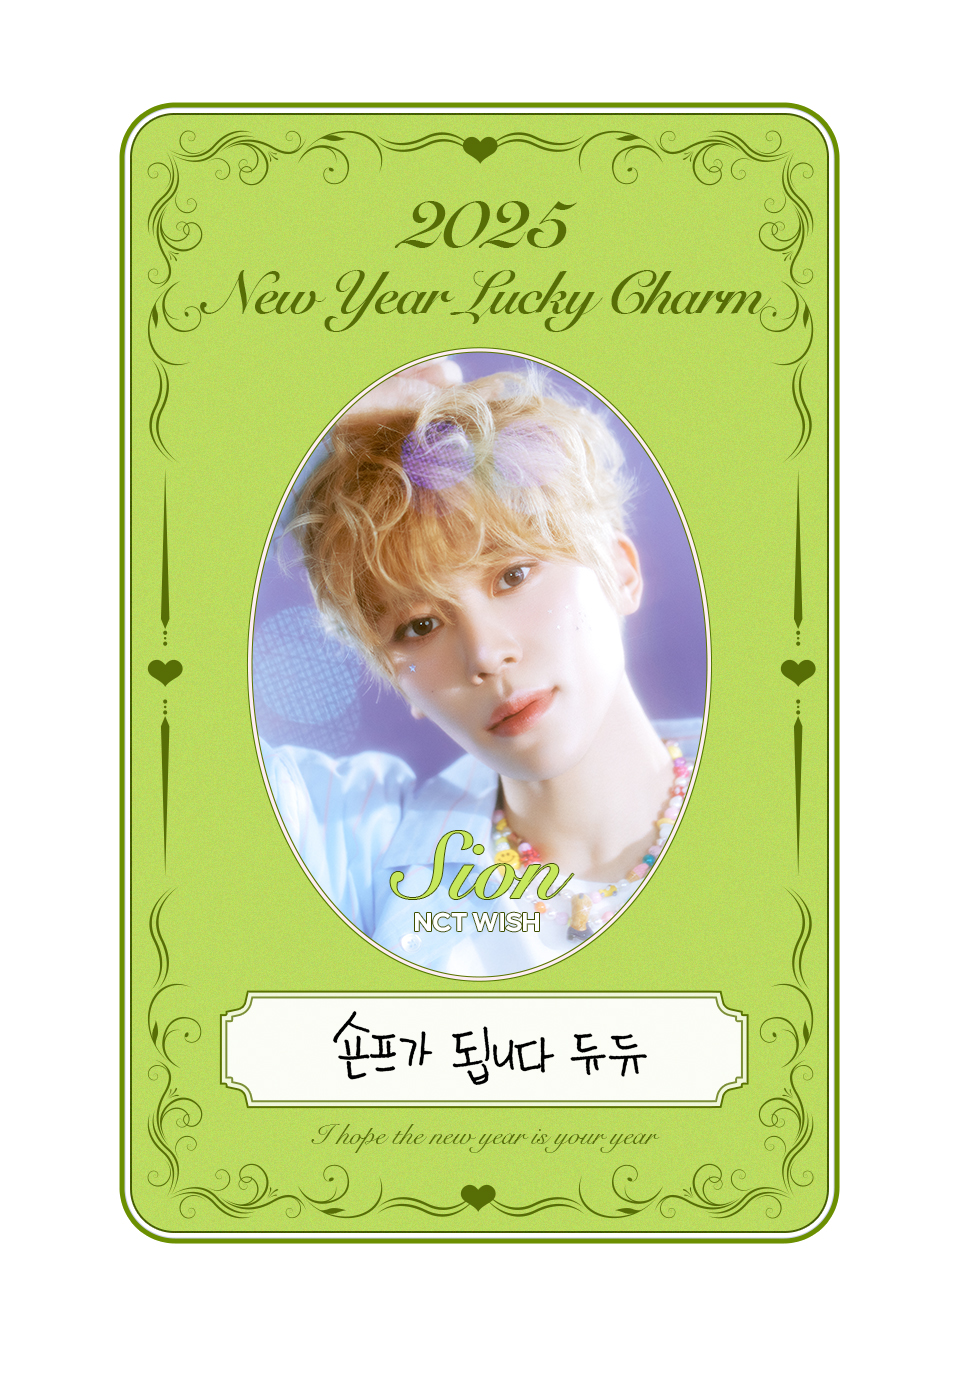 2025
New Year Lucky Charm
Sion
NCT WISH
숀프가 됩니다 듀듀
I hope the new year is your year